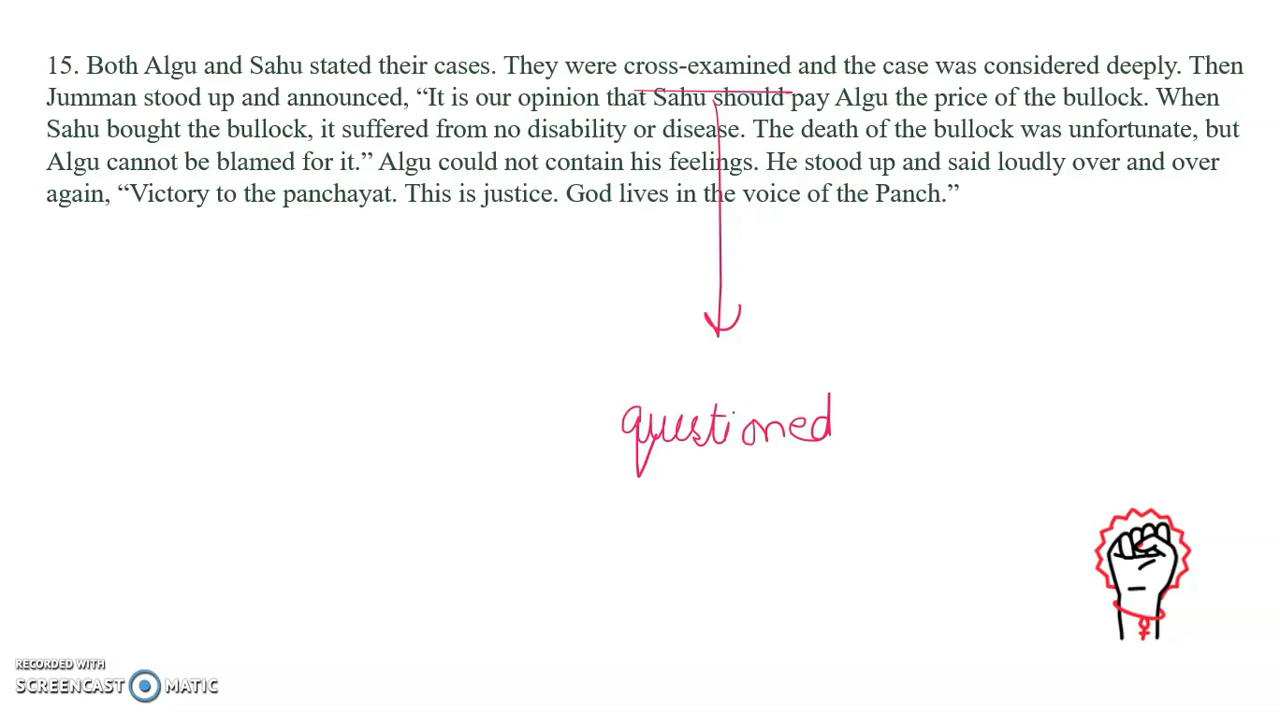 15. Both Algu and Sahu stated their cases. They were cross-examined and the case was considered deeply. Then
Jumman stood up and announced, “It is our opinion that Sahu should pay Algu the price of the bullock. When
Sahu bought the bullock, it suffered from no disability or disease. The death of the bullock was unfortunate, but
Algu cannot be blamed for it.” Algu could not contain his feelings. He stood up and said loudly over and over
again, “Victory to the panchayat. This is justice. God lives in the voice of the Panch.”
questioned
RECORDED WITH
SCREENCAST MATIC